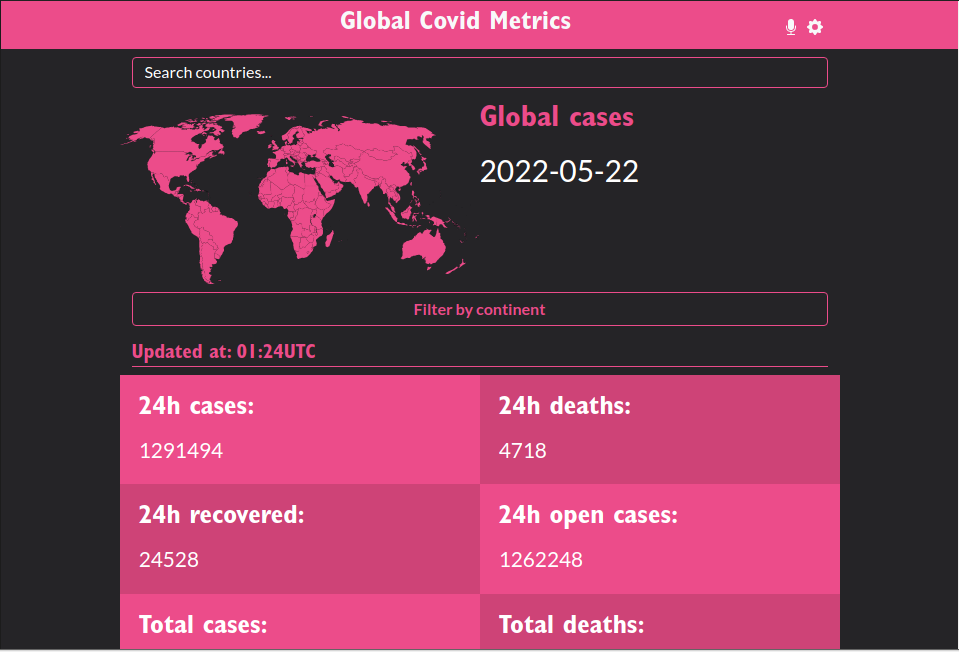 Global Covid Metrics
Search countries...
Global cases
2022-05-22
Filter by continent
Updated at: 01:24UTC
24h cases:
1291494
24h deaths:
4718
24h recovered:
24528
24h open cases:
1262248
Total cases:
Total deaths: